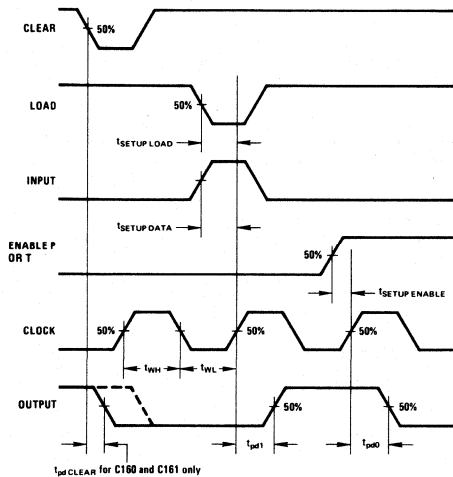 CLEAR
50%
LOAD
50%
tSETUP LOAD
INPUT
tSETUP DATA
ENABLE P
OR T
50%
tSETUP ENABLE
CLOCK
50%
50%
50%
tWH
tWL
OUTPUT
50%
50%
tpd1
tpd0
tpd CLEAR for C160 and C161 only